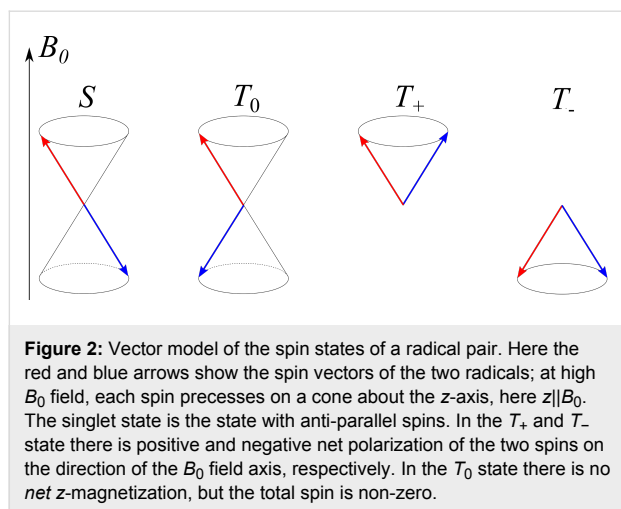 B₀
S T₀ T₊ T₋
Figure 2: Vector model of the spin states of a radical pair. Here the
red and blue arrows show the spin vectors of the two radicals; at high
B₀ field, each spin precesses on a cone about the z-axis, here z||B₀.
The singlet state is the state with anti-parallel spins. In the T₊ and T₋
state there is positive and negative net polarization of the two spins on
the direction of the B₀ field axis, respectively. In the T₀ state there is no
net z-magnetization, but the total spin is non-zero.